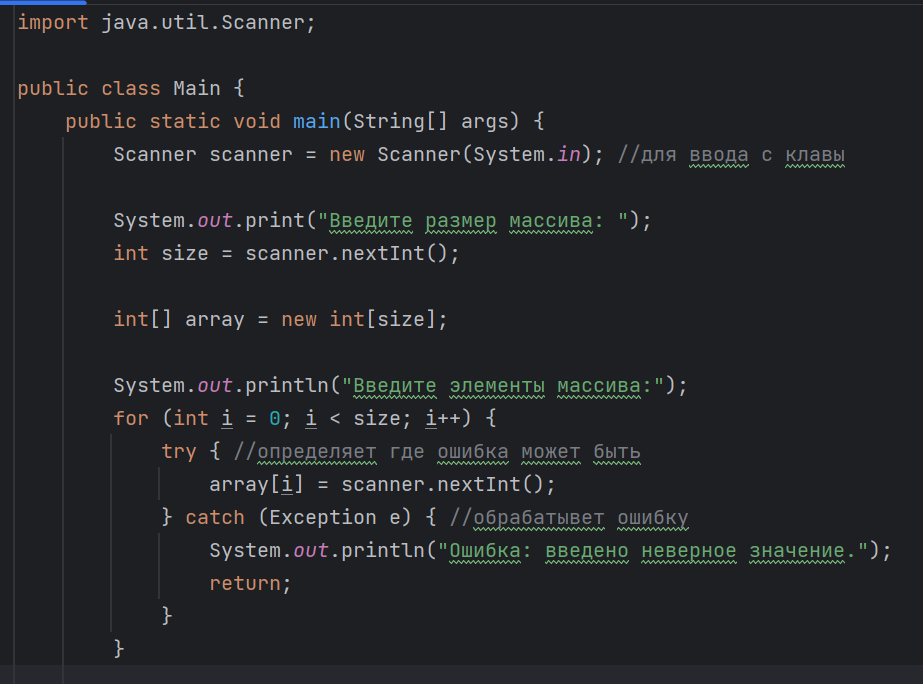 import java.util.Scanner;
public class Main {
public static void main(String[] args) {
Scanner scanner = new Scanner(System.in); //для ввода с клавы
System.out.print("Введите размер массива: ");
int size = scanner.nextInt();
int[] array = new int[size];
System.out.println("Введите элементы массива:");
for (int i = 0; i < size; i++) {
try { //определяет где ошибка может быть
array[i] = scanner.nextInt();
} catch (Exception e) { //обрабатывет ошибку
System.out.println("Ошибка: введено неверное значение.");
return;
}
}